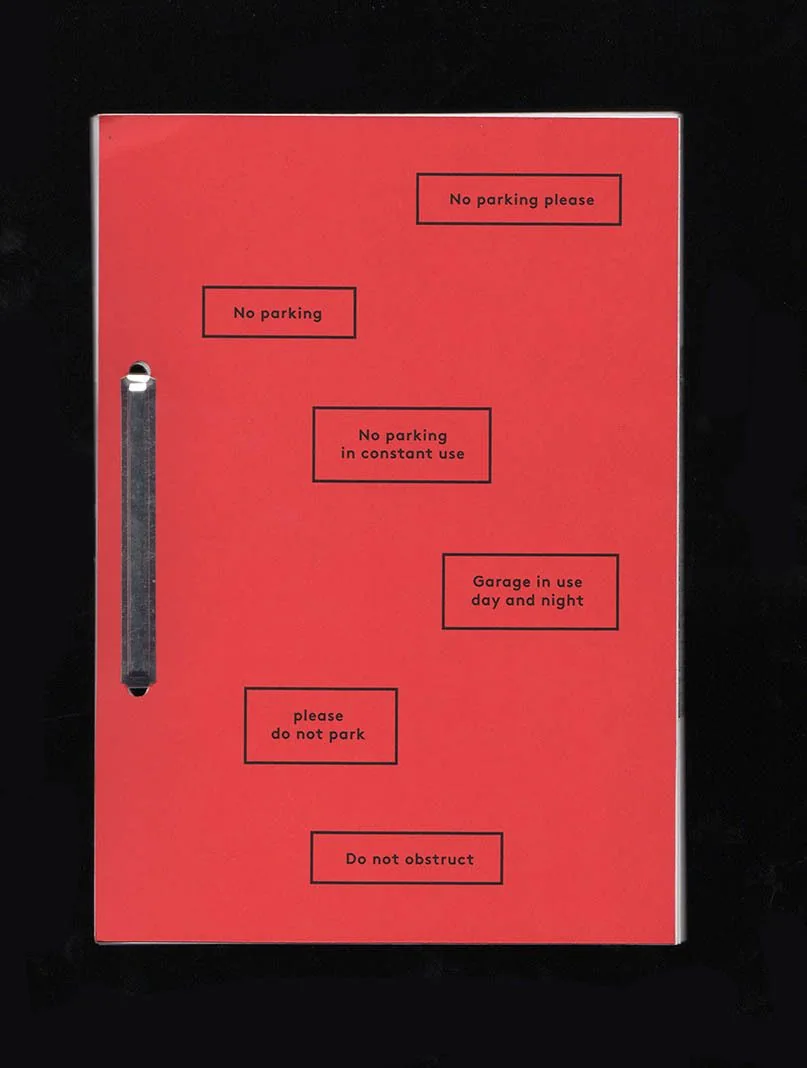 No parking please
No parking
No parking
in constant use
Garage in use
day and night
please
do not park
Do not obstruct